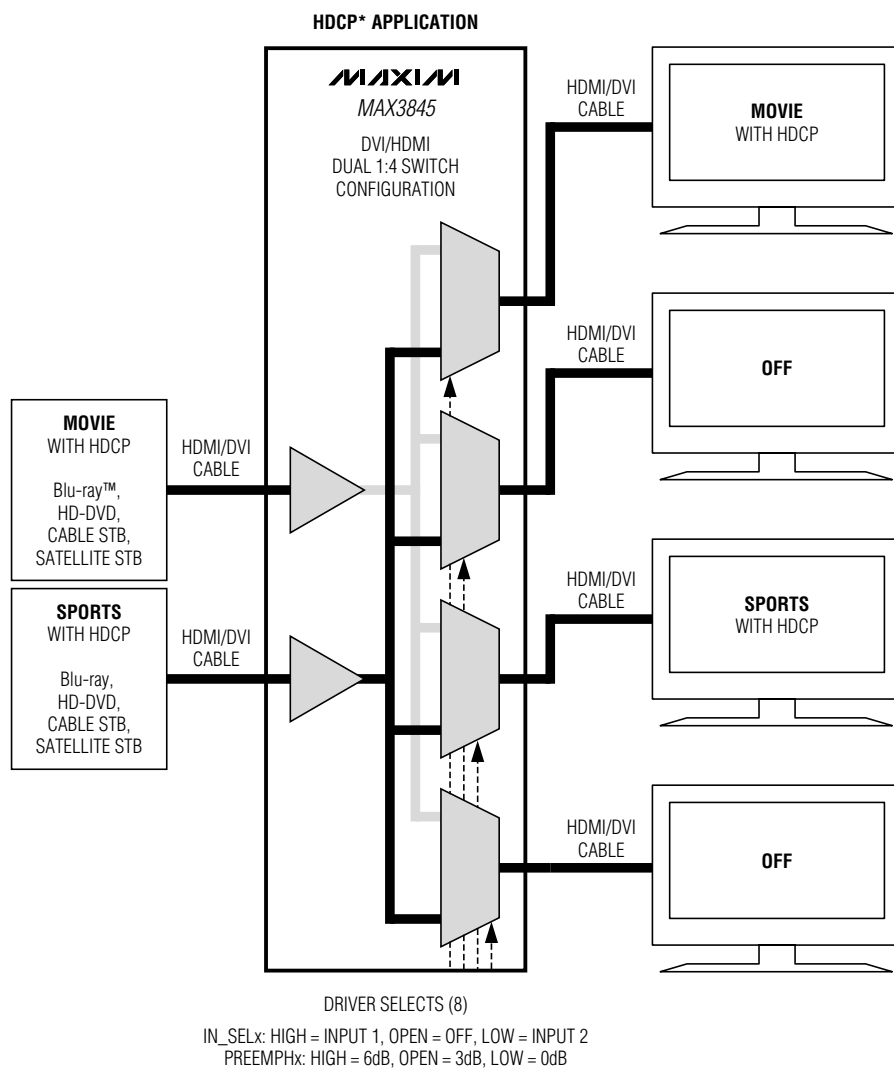 HDCP* APPLICATION
MAXIM
MAX3845
DVI/HDMI
DUAL 1:4 SWITCH
CONFIGURATION
HDMI/DVI
CABLE
MOVIE
WITH HDCP
HDMI/DVI
CABLE
OFF
MOVIE
WITH HDCP
Blu-ray™,
HD-DVD,
CABLE STB,
SATELLITE STB
HDMI/DVI
CABLE
SPORTS
WITH HDCP
Blu-ray,
HD-DVD,
CABLE STB,
SATELLITE STB
HDMI/DVI
CABLE
HDMI/DVI
CABLE
SPORTS
WITH HDCP
HDMI/DVI
CABLE
OFF
DRIVER SELECTS (8)
IN_SELx: HIGH = INPUT 1, OPEN = OFF, LOW = INPUT 2
PREEMPHx: HIGH = 6dB, OPEN = 3dB, LOW = 0dB